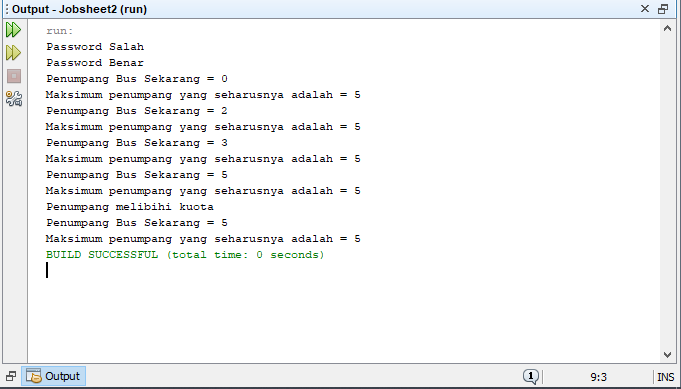 Output - Jobsheet2 (run)
run:
Password Salah
Password Benar
Penumpang Bus Sekarang = 0
Maksimum penumpang yang seharusnya adalah = 5
Penumpang Bus Sekarang = 2
Maksimum penumpang yang seharusnya adalah = 5
Penumpang Bus Sekarang = 3
Maksimum penumpang yang seharusnya adalah = 5
Penumpang Bus Sekarang = 5
Maksimum penumpang yang seharusnya adalah = 5
Penumpang melibihi kuota
Penumpang Bus Sekarang = 5
Maksimum penumpang yang seharusnya adalah = 5
BUILD SUCCESSFUL (total time: 0 seconds)
Output
1
9:3
INS